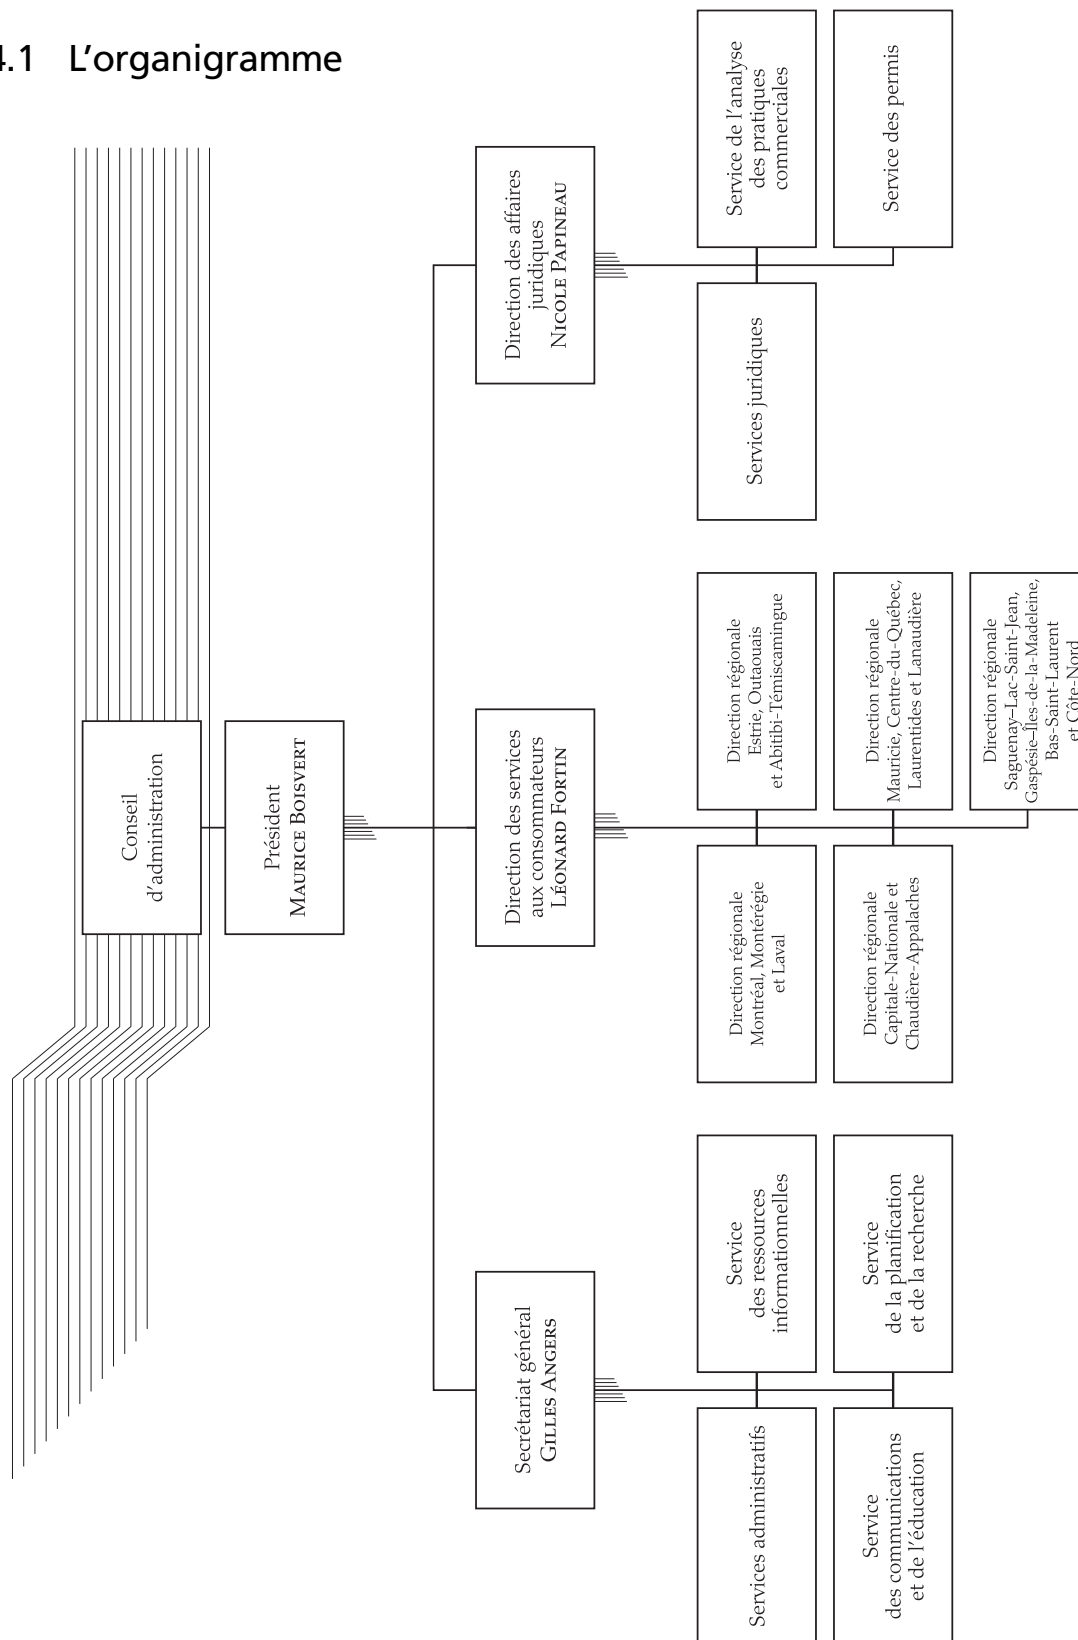 4.1 L'organigramme
Conseil
d'administration
Président
MAURICE BOISVERT
Secrétariat général
GILLES ANGERS
Direction des services
aux consommateurs
LÉONARD FORTIN
Direction des affaires
juridiques
NICOLE PAPINEAU
Services administratifs
Service
des ressources
informationnelles
Service
des communications
et de l'éducation
Service
de la planification
et de la recherche
Direction régionale
Montréal, Montérégie
et Laval
Direction régionale
Estrie, Outaouais
et Abitibi-Témiscamingue
Direction régionale
Capitale-Nationale et
Chaudière-Appalaches
Direction régionale
Mauricie, Centre-du-Québec,
Laurentides et Lanaudière
Direction régionale
Saguenay–Lac-Saint-Jean,
Gaspésie–Îles-de-la-Madeleine,
Bas-Saint-Laurent
et Côte-Nord
Services juridiques
Service de l'analyse
des pratiques
commerciales
Service des permis